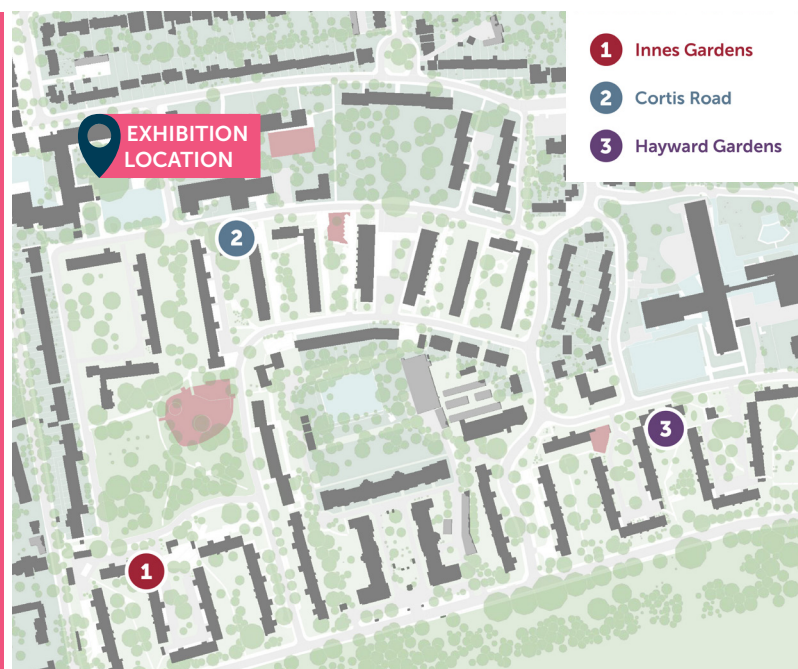 1 Innes Gardens
2 Cortis Road
3 Hayward Gardens
EXHIBITION
LOCATION
2
3
1